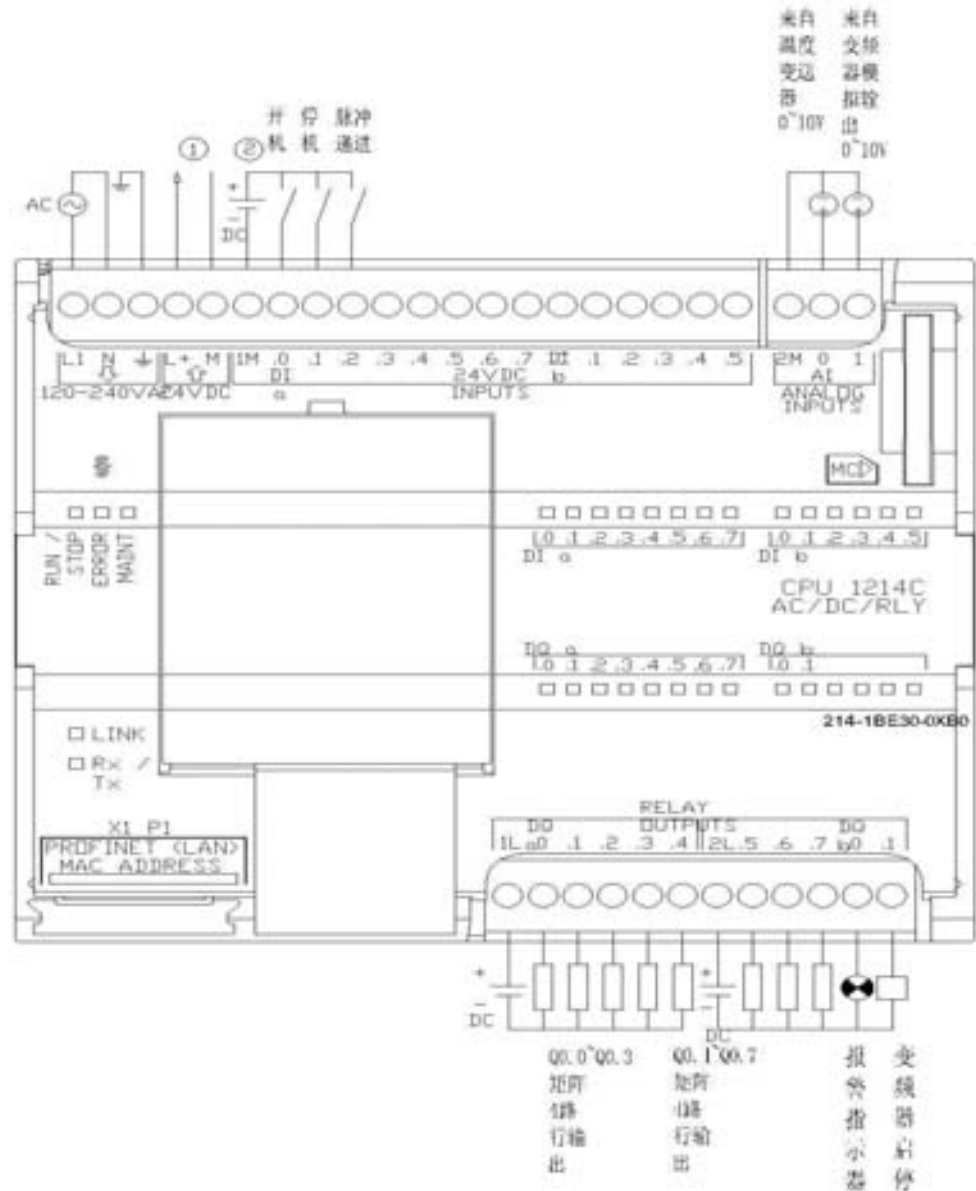 来自温度变送器0~10V
来自变频器模拟输出0~10V
开机
停机
脉冲递进
① ②
AC
+
-
DC
L1 N L+ M 1M .0 .1 .2 .3 .4 .5 .6 .7 DI .1 .2 .3 .4 .5 2M 0 1
DI a 24VDC INPUTS b AI
120-240VAC 24VDC
ANALOG INPUTS
MC
RUN / STOP
ERROR
MAINT
.0 .1 .2 .3 .4 .5 .6 .7
DI a
.0 .1 .2 .3 .4 .5
DI b
CPU 1214C
AC/DC/RLY
DQ a
.0 .1 .2 .3 .4 .5 .6 .7
DQ b
.0 .1
214-1BE30-0XB0
LINK
Rx / Tx
X1 P1
PROFINET (LAN)
MAC ADDRESS
RELAY OUTPUTS
DQ DQ
1L a0 .1 .2 .3 .4 2L .5 .6 .7 b0 .1
+
-
DC
+
-
DC
Q0.0~Q0.3
矩阵
4路
行输
出
Q0.1~Q0.7
矩阵
4路
行输
出
报警指示器
变频器启停